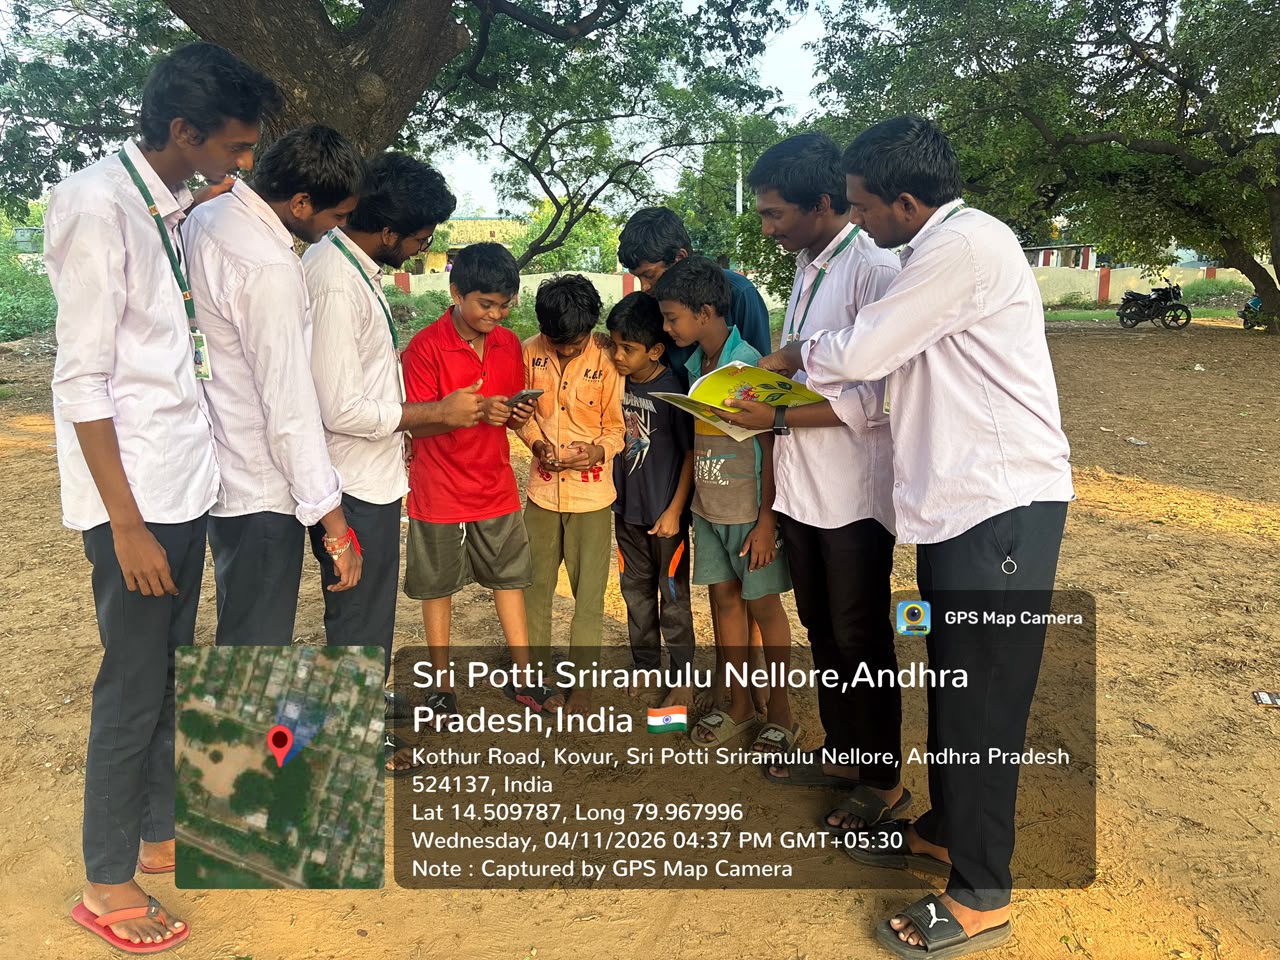 K.G.F
K.G.F
GPS Map Camera
Sri Potti Sriramulu Nellore,Andhra
Pradesh,India
Kothur Road, Kovur, Sri Potti Sriramulu Nellore, Andhra Pradesh
524137, India
Lat 14.509787, Long 79.967996
Wednesday, 04/11/2026 04:37 PM GMT+05:30
Note : Captured by GPS Map Camera